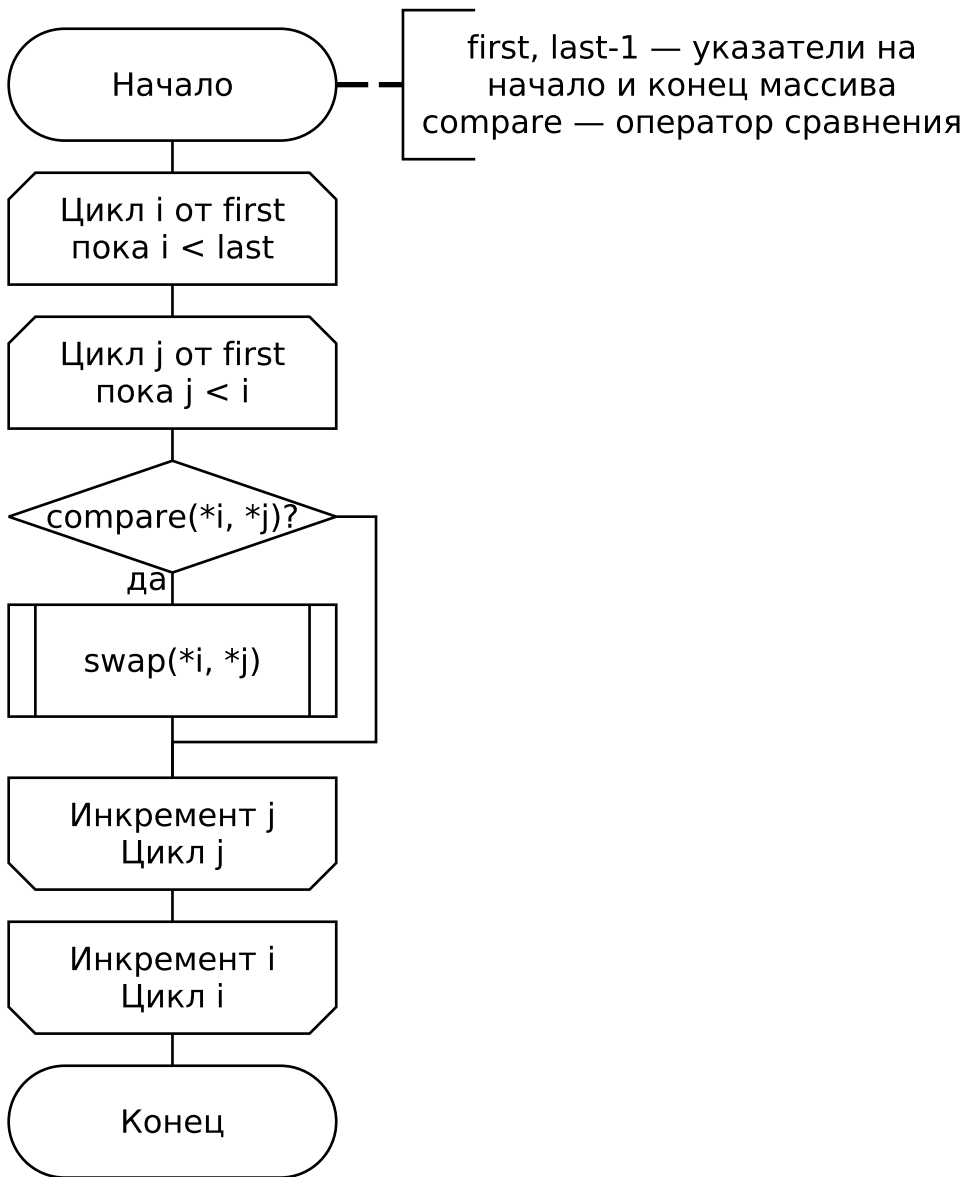 Начало
first, last-1 — указатели на
начало и конец массива
compare — оператор сравнения
Цикл i от first
пока i < last
Цикл j от first
пока j < i
compare(*i, *j)?
да
swap(*i, *j)
Инкремент j
Цикл j
Инкремент i
Цикл i
Конец